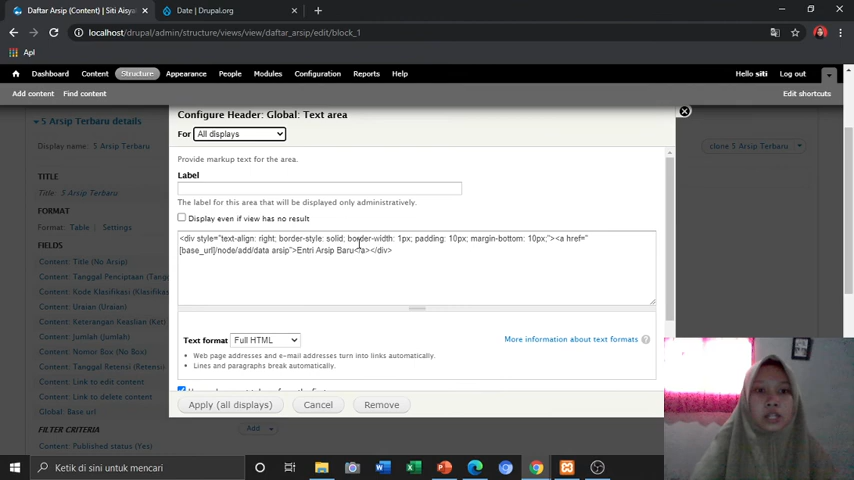 Daftar Arsip (Content) | Siti Aisya
Date | Drupal.org
localhost/drupal/admin/structure/views/view/daftar_arsip/edit/block_1
Apl
Dashboard Content Structure Appearance People Modules Configuration Reports Help
Hello siti Log out
Add content Find content
Edit shortcuts
5 Arsip Terbaru details
Display name: 5 Arsip Terbaru
clone 5 Arsip Terbaru
TITLE
Title: 5 Arsip Terbaru
FORMAT
Format: Table | Settings
FIELDS
Content: Title (No Arsip)
Content: Tanggal Penciptaan (Tangg
Content: Kode Klasifikasi (Klasifik
Content: Uraian (Uraian)
Content: Keterangan Keaslian (Ket)
Content: Jumlah (Jumlah)
Content: Nomor Box (No Box)
Content: Tanggal Retensi (Retensi)
Content: Link to edit content
Content: Link to delete content
Global: Base url
FILTER CRITERIA
Content: Published status (Yes)
Add
Configure Header: Global: Text area
For All displays
Provide markup text for the area.
Label
The label for this area that will be displayed only administratively.
Display even if view has no result
<div style="text-align: right; border-style: solid; border-width: 1px; padding: 10px; margin-bottom: 10px;"><a href="
[base_url]/node/add/data arsip">Entri Arsip Baru<a></div>
Text format Full HTML
More information about text formats
Web page addresses and e-mail addresses turn into links automatically.
Lines and paragraphs break automatically.
Apply (all displays) Cancel Remove
Ketik di sini untuk mencari